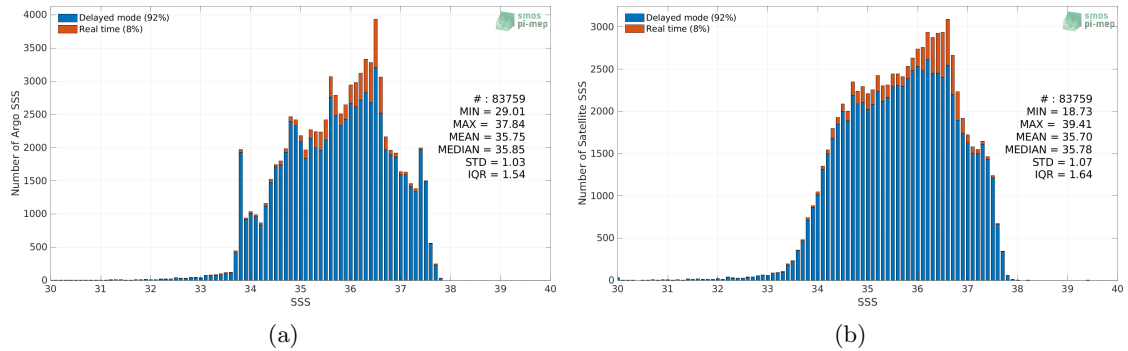 Delayed mode (92%)
Real time (8%)
smos
pi-mep
4000
3500
3000
2500
2000
1500
1000
500
0
Number of Argo SSS
# : 83759
MIN = 29.01
MAX = 37.84
MEAN = 35.75
MEDIAN = 35.85
STD = 1.03
IQR = 1.54
30 31 32 33 34 35 36 37 38 39 40
SSS
(a)
Delayed mode (92%)
Real time (8%)
smos
pi-mep
3000
2500
2000
1500
1000
500
0
Number of Satellite SSS
# : 83759
MIN = 18.73
MAX = 39.41
MEAN = 35.70
MEDIAN = 35.78
STD = 1.07
IQR = 1.64
30 31 32 33 34 35 36 37 38 39 40
SSS
(b)